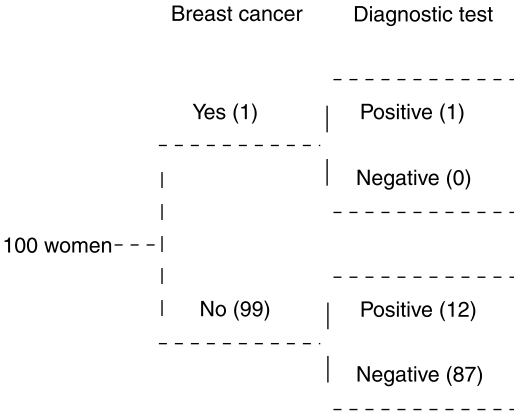 Breast cancer
Diagnostic test
Yes (1)
Positive (1)
Negative (0)
100 women
No (99)
Positive (12)
Negative (87)